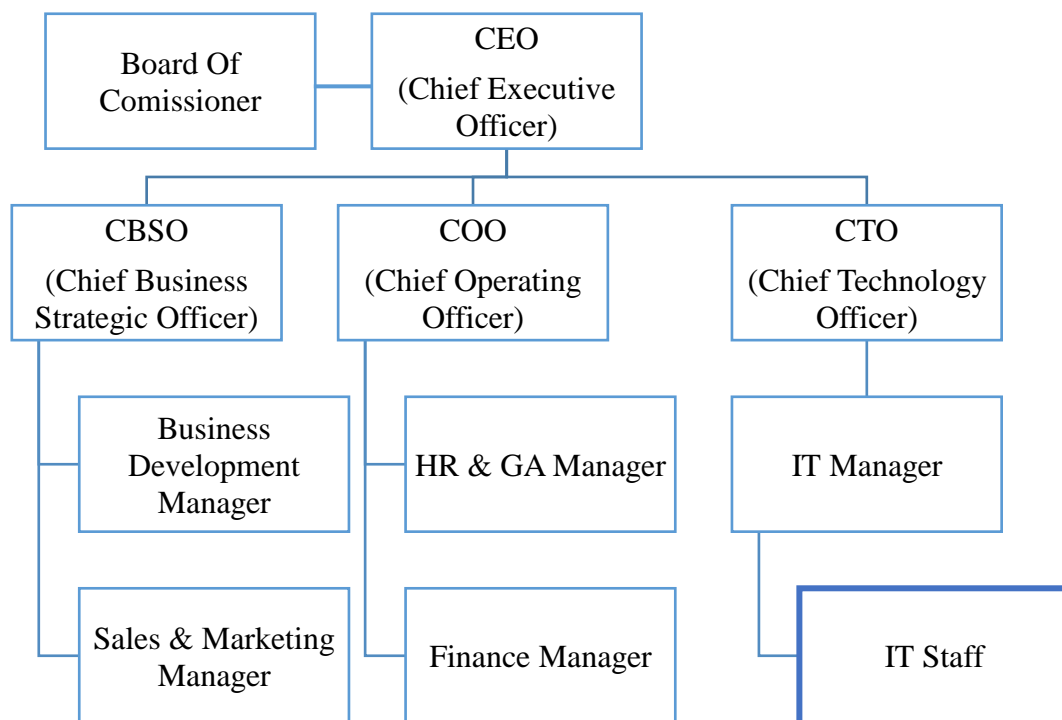 Board Of
Comissioner
CEO
(Chief Executive
Officer)
CBSO
(Chief Business
Strategic Officer)
COO
(Chief Operating
Officer)
CTO
(Chief Technology
Officer)
Business
Development
Manager
HR & GA Manager
IT Manager
Sales & Marketing
Manager
Finance Manager
IT Staff